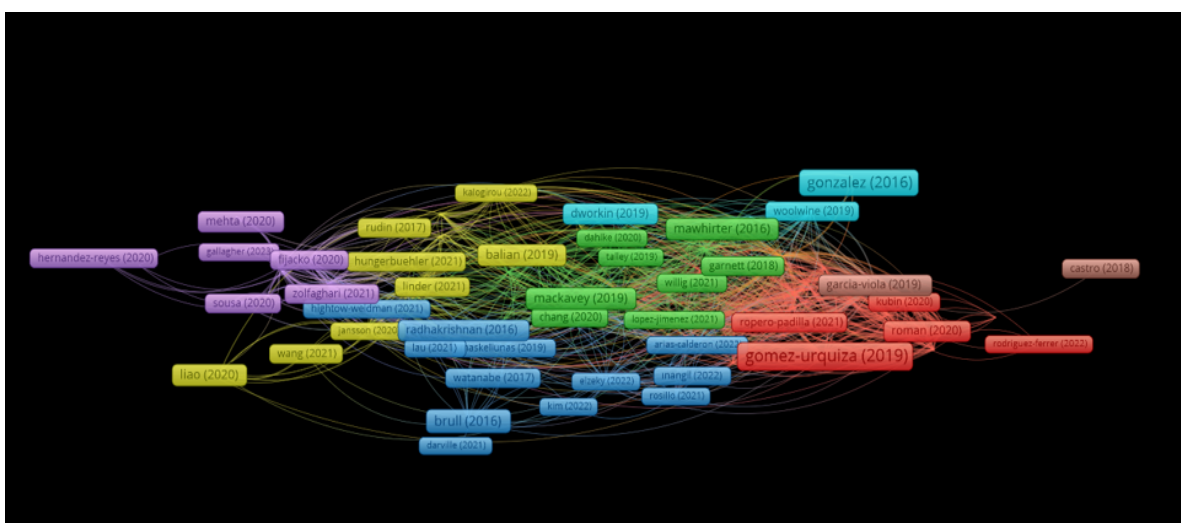 kalogirou (2022)
gonzalez (2016)
mehta (2020)
rudin (2017)
dworkin (2019)
woolwine (2019)
mawhirter (2016)
dahlke (2020)
gallagher (2023)
hernandez-reyes (2020)
fijacko (2020)
hungerbuehler (2021)
balian (2019)
talley (2019)
garnett (2018)
castro (2018)
zolfaghari (2021)
linder (2021)
willig (2021)
garcia-viola (2019)
sousa (2020)
hightow-weidman (2021)
mackavey (2019)
kubin (2020)
chang (2020)
lopez-jimenez (2021)
ropero-padilla (2021)
jansson (2020)
radhakrishnan (2016)
roman (2020)
wang (2021)
lau (2021)
paskeliunas (2019)
arias-calderon (2022)
gomez-urquiza (2019)
rodriguez-ferrer (2022)
liao (2020)
watanabe (2017)
elzeky (2022)
inangil (2022)
rosillo (2021)
kim (2022)
brull (2016)
darville (2021)